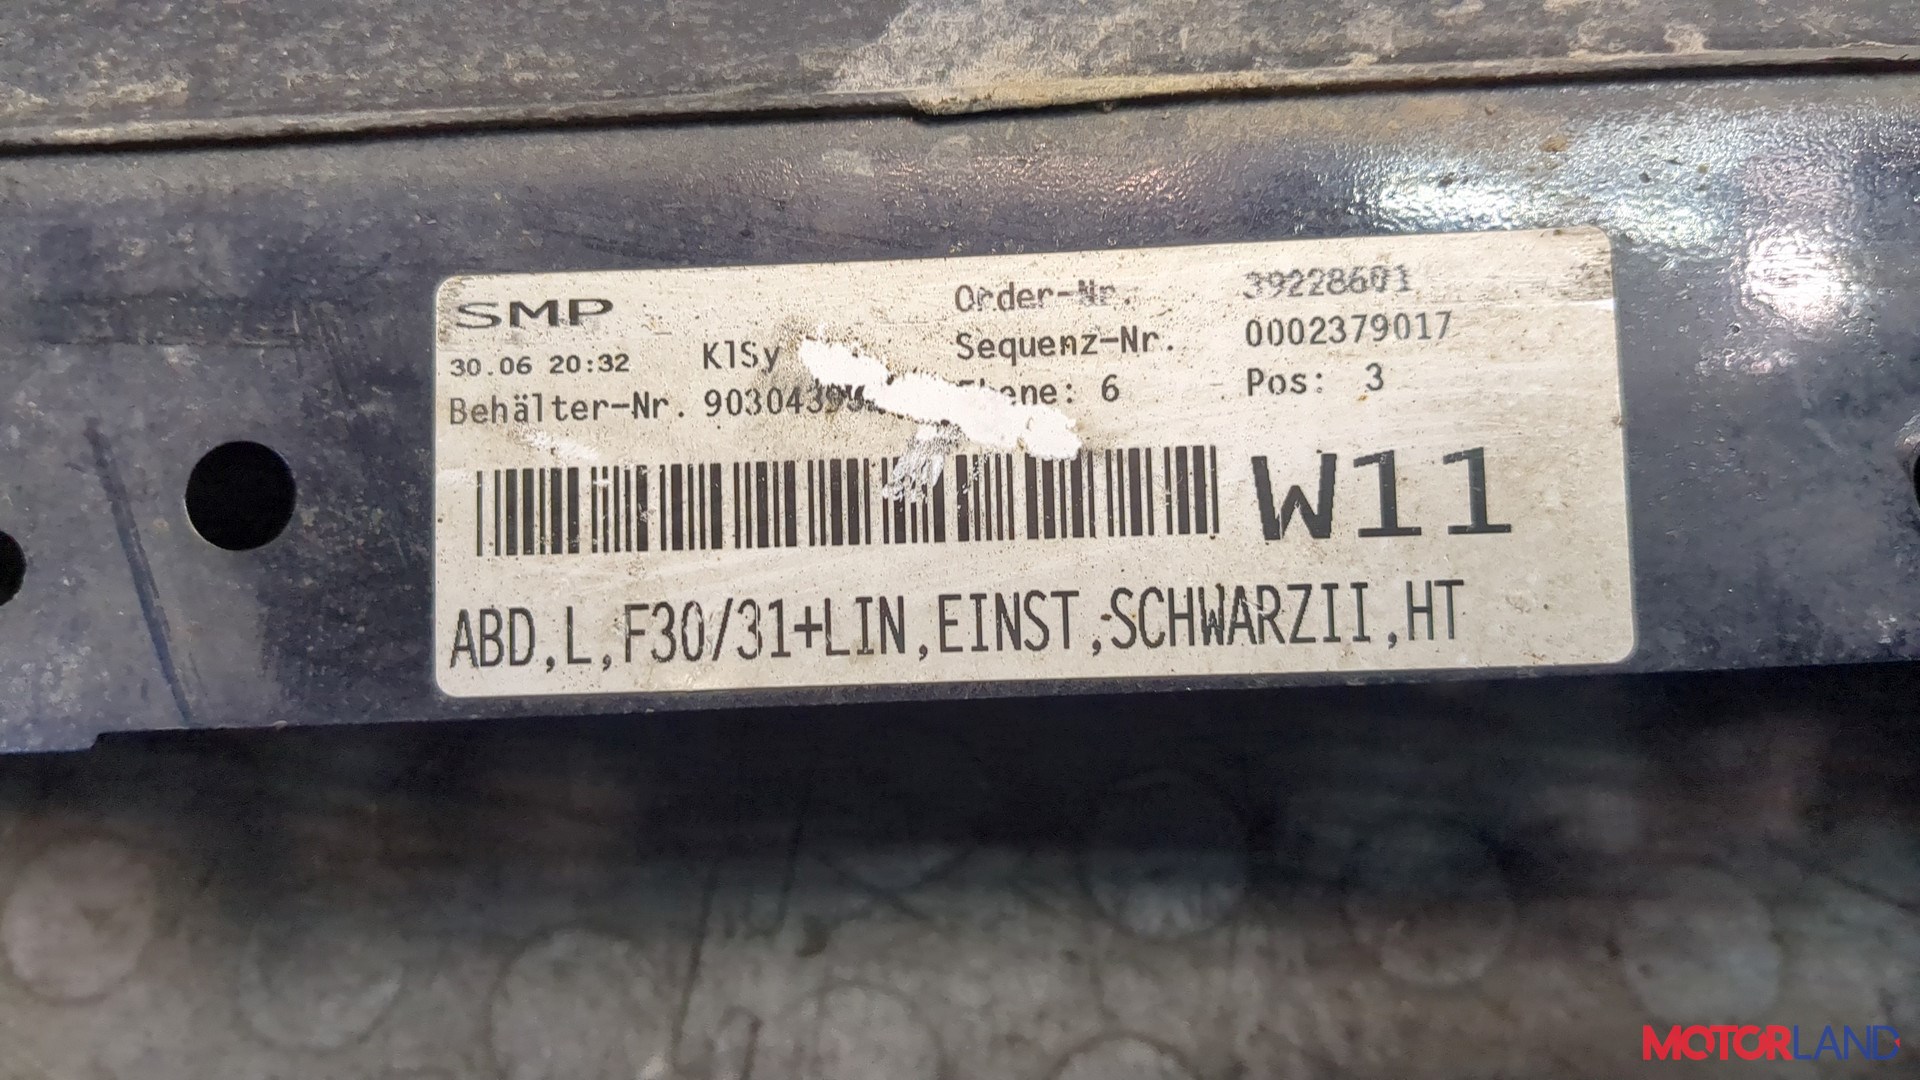 SMP
Order-Nr. 39228601
30.06 20:32 KlSy Sequenz-Nr. 0002379017
Behälter-Nr. 6 Pos: 3
W11
ABD,L,F30/31+LIN,EINST,SCHWARZII,HT
MOTORLAND